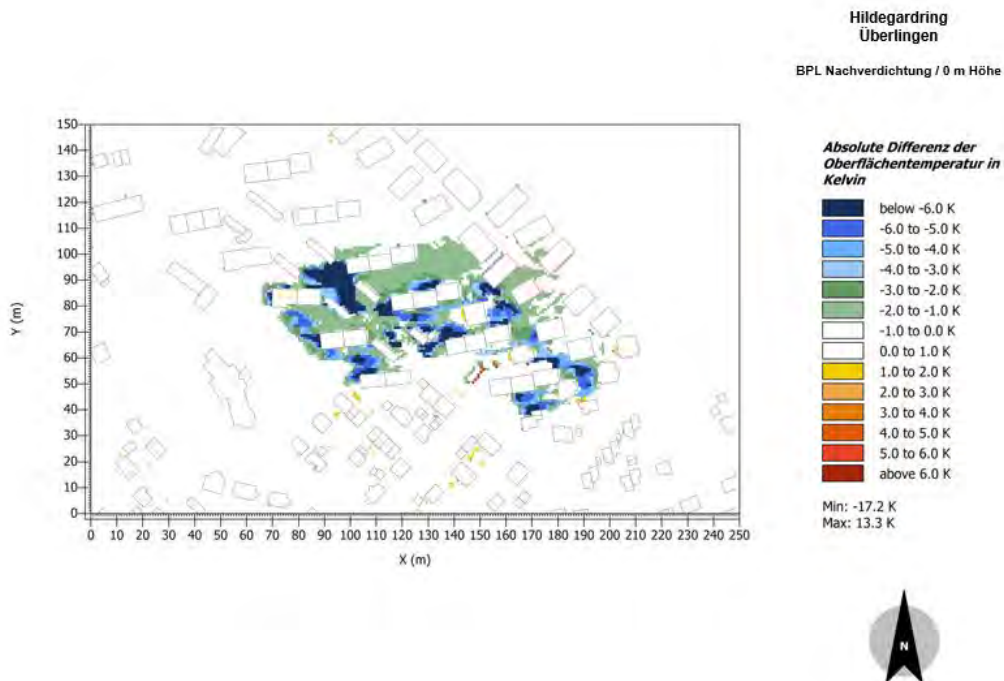 Hildegardring
Überlingen
BPL Nachverdichtung / 0 m Höhe
150
140
130
120
110
100
90
80
70
60
50
40
30
20
10
0
Y (m)
0 10 20 30 40 50 60 70 80 90 100 110 120 130 140 150 160 170 180 190 200 210 220 230 240 250
X (m)
Absolute Differenz der
Oberflächentemperatur in
Kelvin
below -6.0 K
-6.0 to -5.0 K
-5.0 to -4.0 K
-4.0 to -3.0 K
-3.0 to -2.0 K
-2.0 to -1.0 K
-1.0 to 0.0 K
0.0 to 1.0 K
1.0 to 2.0 K
2.0 to 3.0 K
3.0 to 4.0 K
4.0 to 5.0 K
5.0 to 6.0 K
above 6.0 K
Min: -17.2 K
Max: 13.3 K
N